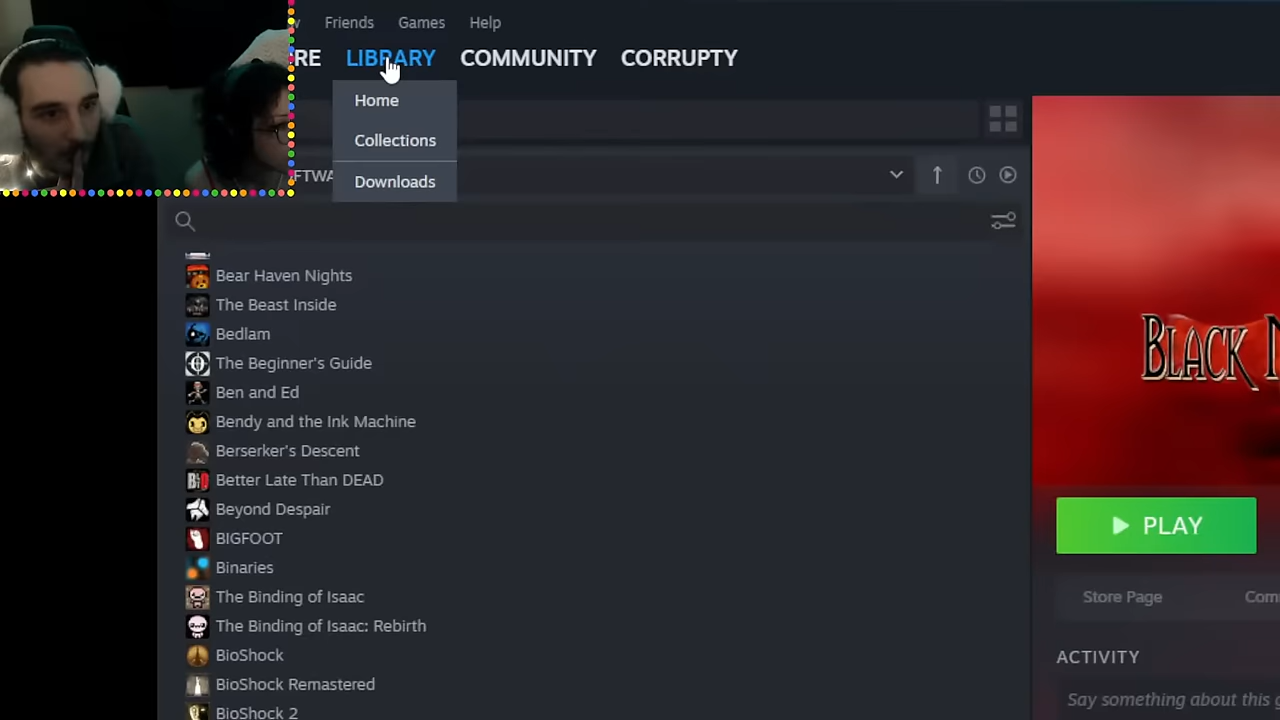 Friends Games Help
RE LIBRARY COMMUNITY CORRUPTY
Home
Collections
Downloads
FTWA
Bear Haven Nights
The Beast Inside
Bedlam
The Beginner's Guide
Ben and Ed
Bendy and the Ink Machine
Berserker's Descent
Better Late Than DEAD
Beyond Despair
BIGFOOT
Binaries
The Binding of Isaac
The Binding of Isaac: Rebirth
BioShock
BioShock Remastered
BioShock 2
BLACK
PLAY
Store Page Com
ACTIVITY
Say something about this g